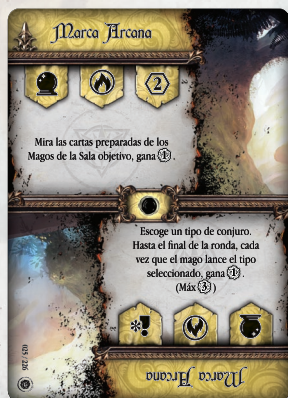 Marca Arcana
2
Mira las cartas preparadas de los
Magos de la Sala objetivo, gana 1.
Escoge un tipo de conjuro.
Hasta el final de la ronda, cada
vez que el mago lance el tipo
seleccionado, gana 1.
(Máx 3)
Marca Arcana